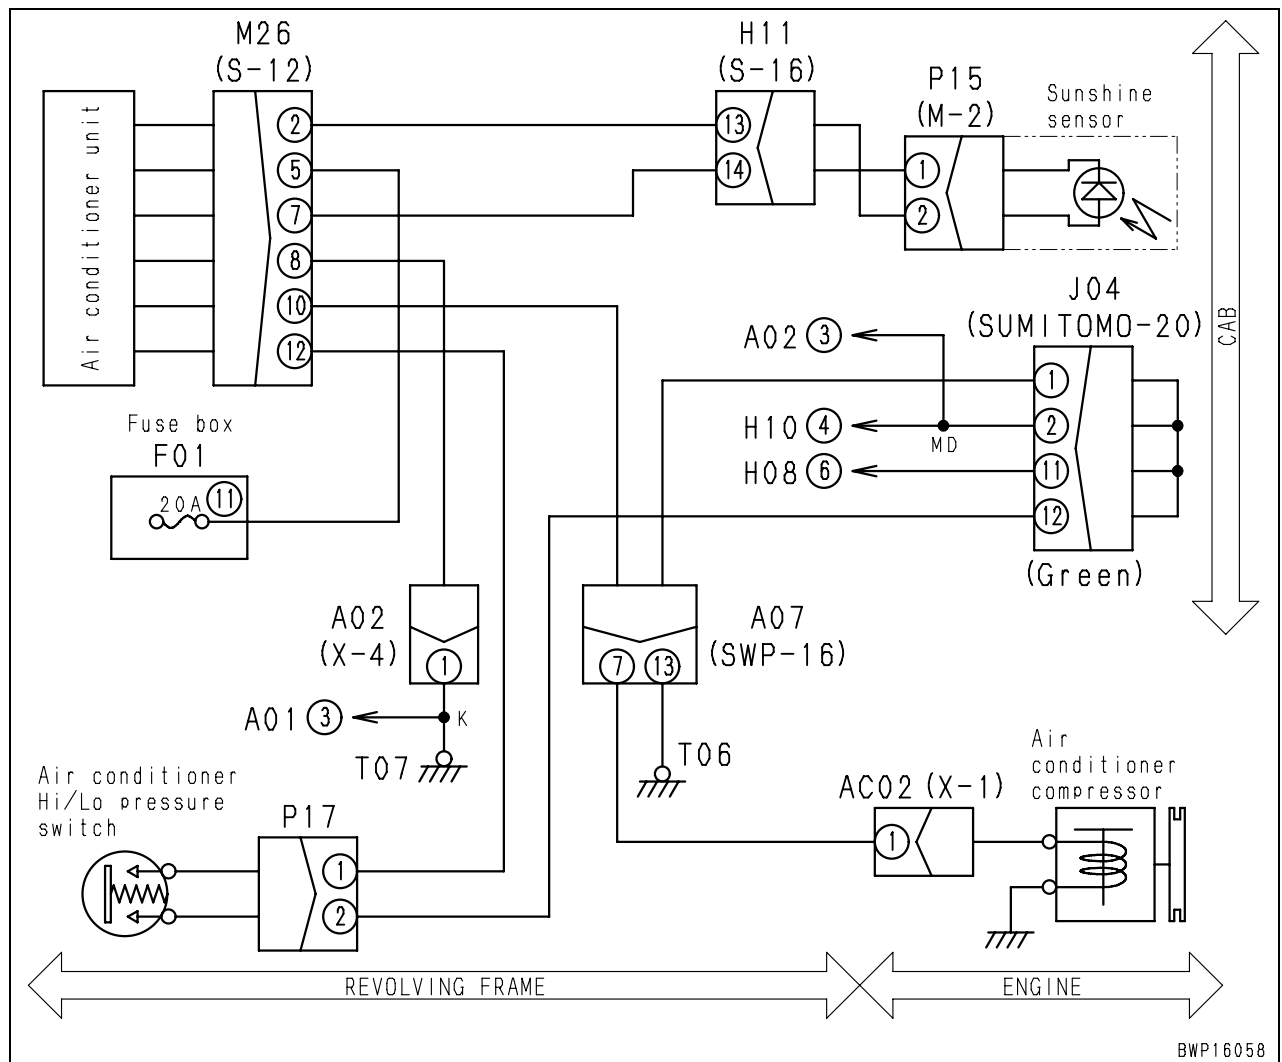 M26
(S-12)
H11
(S-16)
P15
(M-2)
Sunshine
sensor
Air conditioner unit
2
5
7
8
10
12
13
14
1
2
CAB
J04
(SUMITOMO-20)
A02 3
H10 4
MD
H08 6
1
2
11
12
(Green)
Fuse box
F01
20A 11
A02
(X-4)
1
A07
(SWP-16)
7
13
A01 3
K
T07
T06
Air conditioner
Hi/Lo pressure
switch
P17
1
2
AC02 (X-1)
1
Air
conditioner
compressor
REVOLVING FRAME
ENGINE
BWP16058